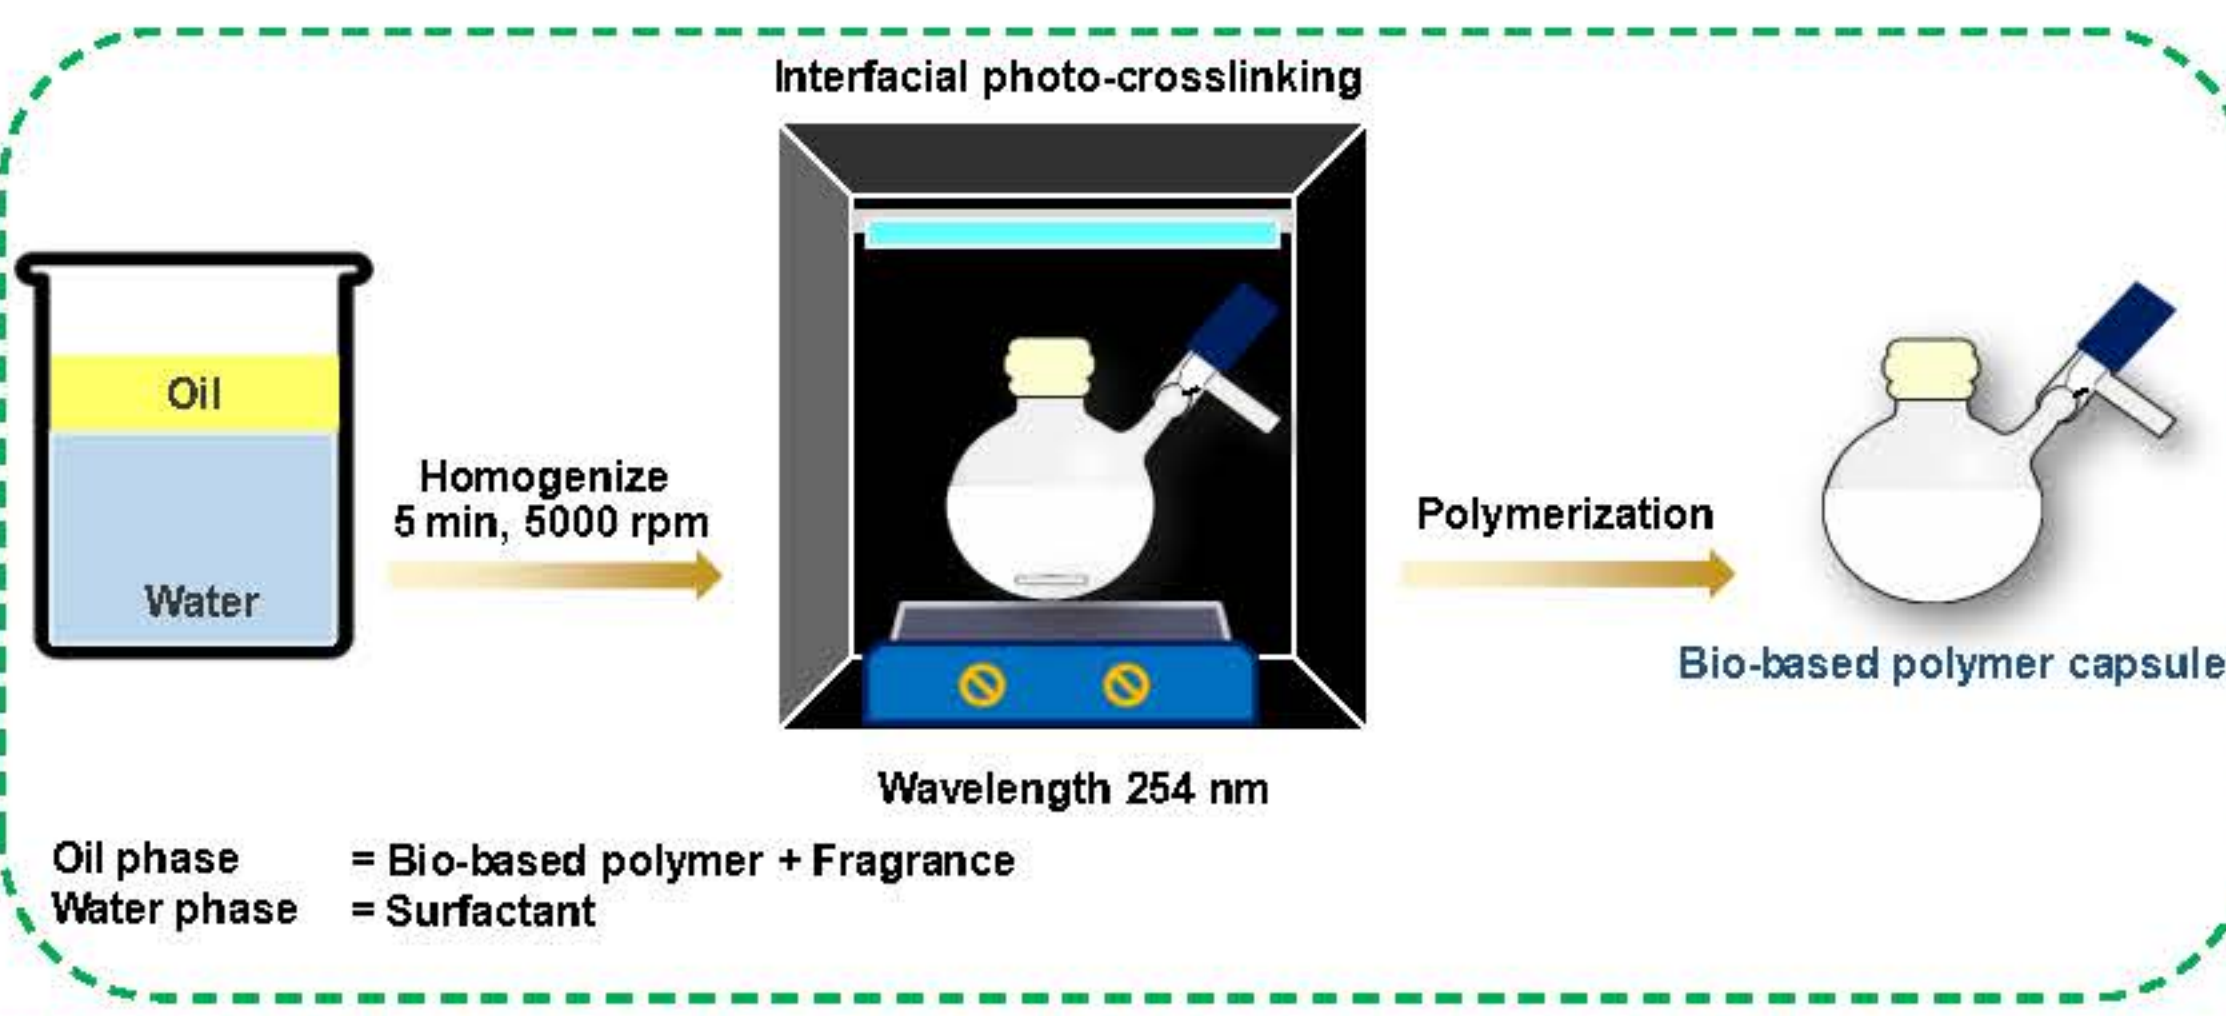 Interfacial photo-crosslinking
Oil
Water
Homogenize
5 min, 5000 rpm
Polymerization
Bio-based polymer capsule
Wavelength 254 nm
Oil phase = Bio-based polymer + Fragrance
Water phase = Surfactant